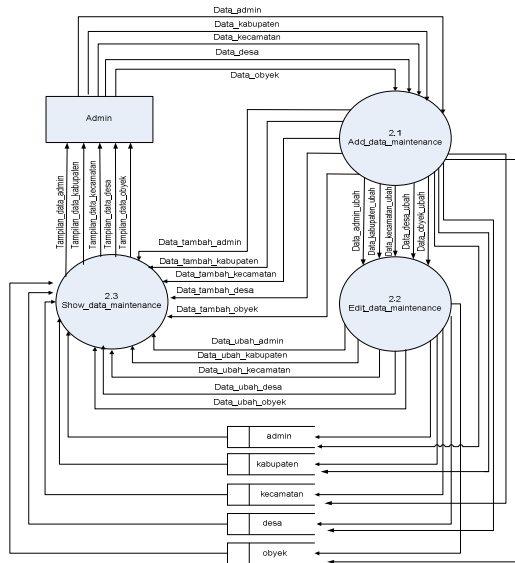 Data_admin
Data_kabupaten
Data_kecamatan
Data_desa
Data_obyek
Admin
2.1
Add_data_maintenance
Tampilan_data_admin
Tampilan_data_kabupaten
Tampilan_data_kecamatan
Tampilan_data_desa
Tampilan_data_obyek
Data_admin_ubah
Data_kabupaten_ubah
Data_kecamatan_ubah
Data_desa_ubah
Data_obyek_ubah
Data_tambah_admin
Data_tambah_kabupaten
Data_tambah_kecamatan
Data_tambah_desa
Data_tambah_obyek
2.3
Show_data_maintenance
2.2
Edit_data_maintenance
Data_ubah_admin
Data_ubah_kabupaten
Data_ubah_kecamatan
Data_ubah_desa
Data_ubah_obyek
admin
kabupaten
kecamatan
desa
obyek